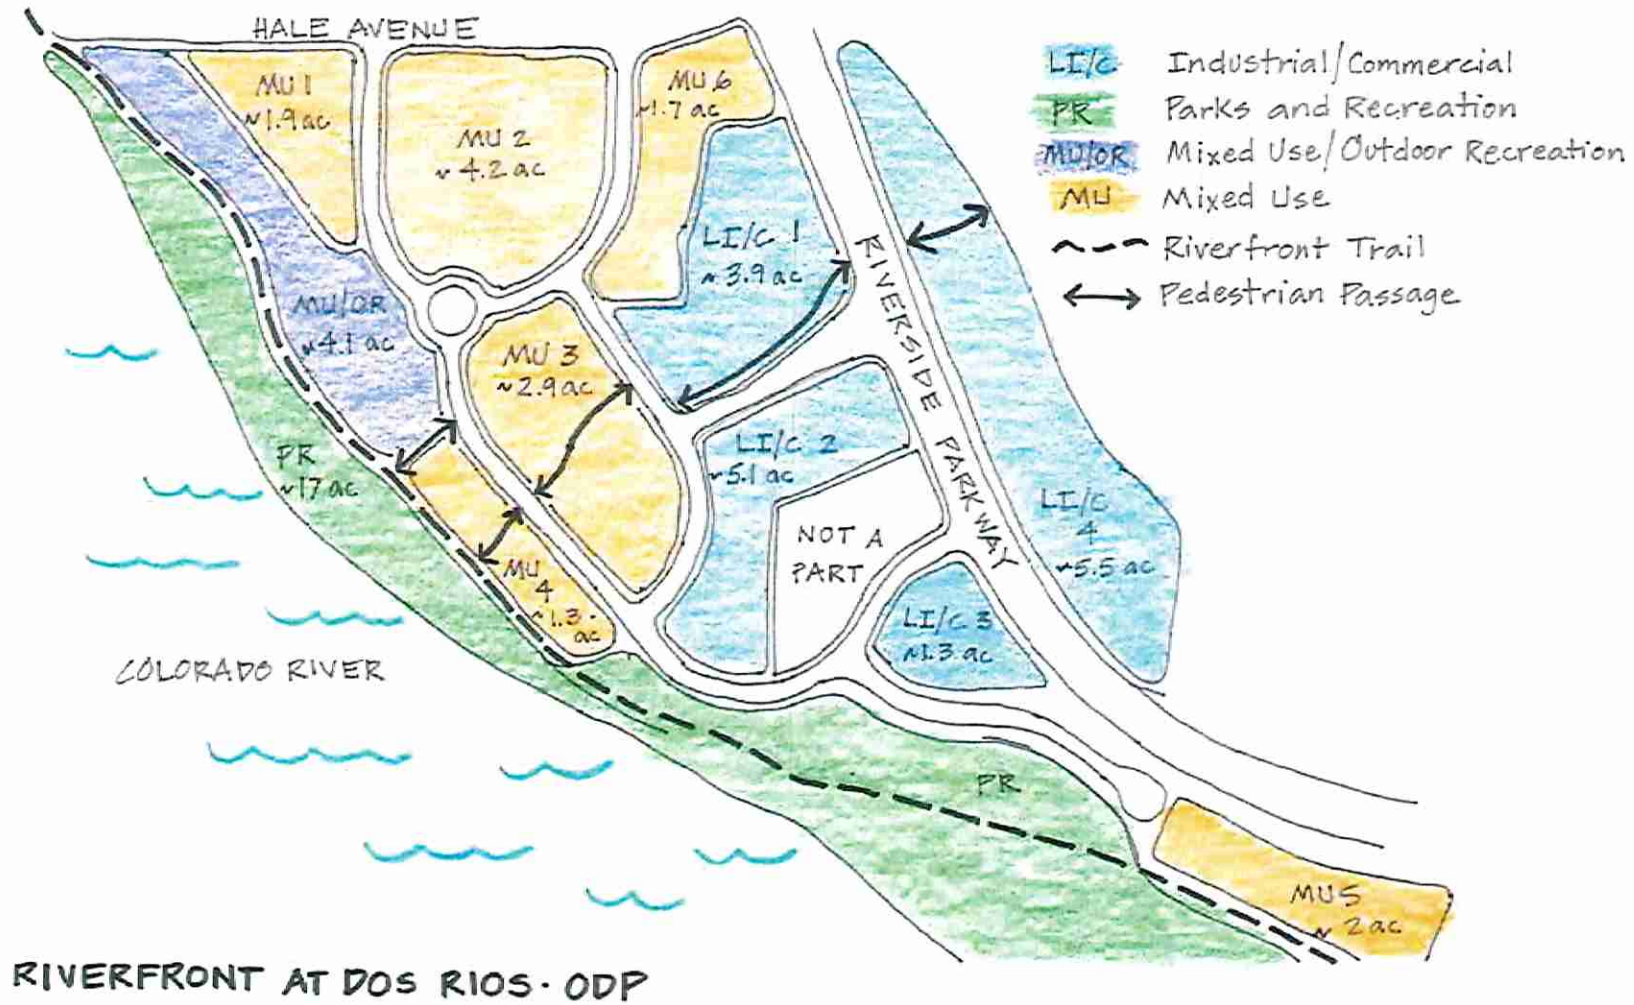 HALE AVENUE
MU 1
~1.9 ac
MU 2
~ 4.2 ac
MU 6
~1.7 ac
LI/C 1
~ 3.9 ac
MU/OR
~4.1 ac
MU 3
~2.9 ac
RIVERSIDE PARKWAY
LI/C 2
~5.1 ac
PR
~17 ac
NOT A
PART
LI/C
4
~5.5 ac
MU
4
~1.3
ac
LI/C 3
~1.3 ac
COLORADO RIVER
PR
MU5
~ 2 ac
LI/C Industrial/Commercial
PR Parks and Recreation
MU/OR Mixed Use/Outdoor Recreation
MU Mixed Use
Riverfront Trail
Pedestrian Passage
RIVERFRONT AT DOS RIOS · ODP